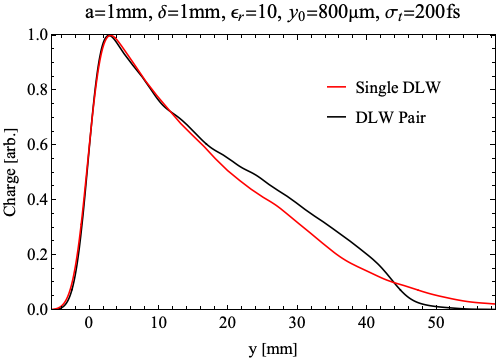 a=1mm, δ=1mm, ϵr=10, y0=800μm, σt=200fs
1.0
0.8
0.6
0.4
0.2
0.0
Charge [arb.]
Single DLW
DLW Pair
0 10 20 30 40 50
y [mm]